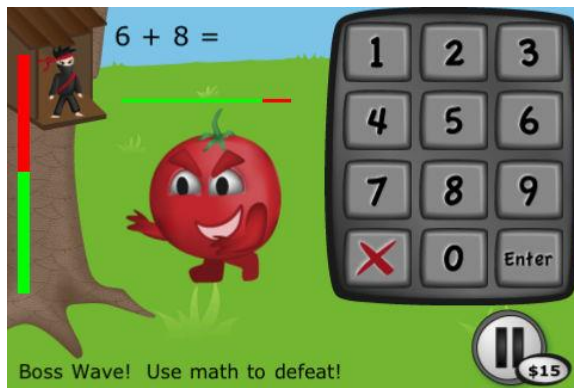 6 + 8 =
1 2 3
4 5 6
7 8 9
0 Enter
$15
Boss Wave! Use math to defeat!